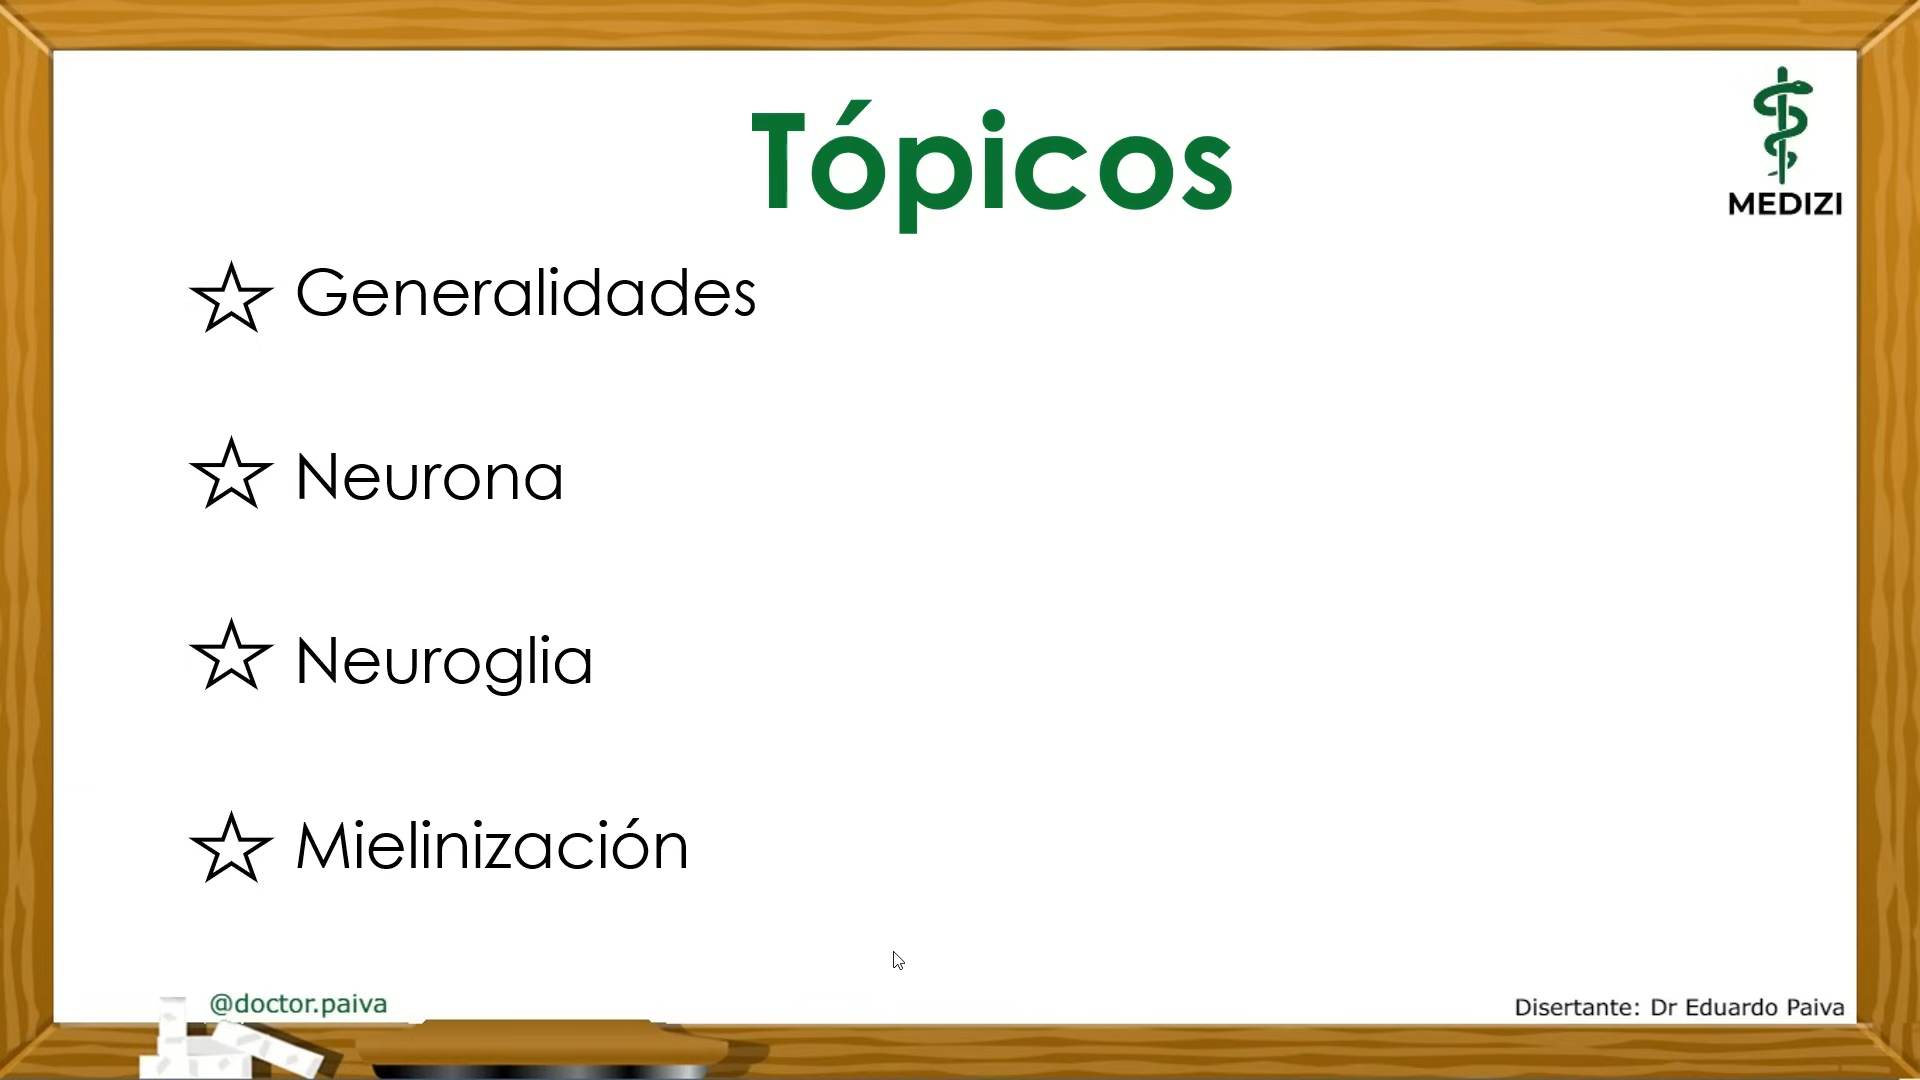 Tópicos
MEDIZI
Generalidades
Neurona
Neuroglia
Mielinización
@doctor.paiva
Disertante: Dr Eduardo Paiva